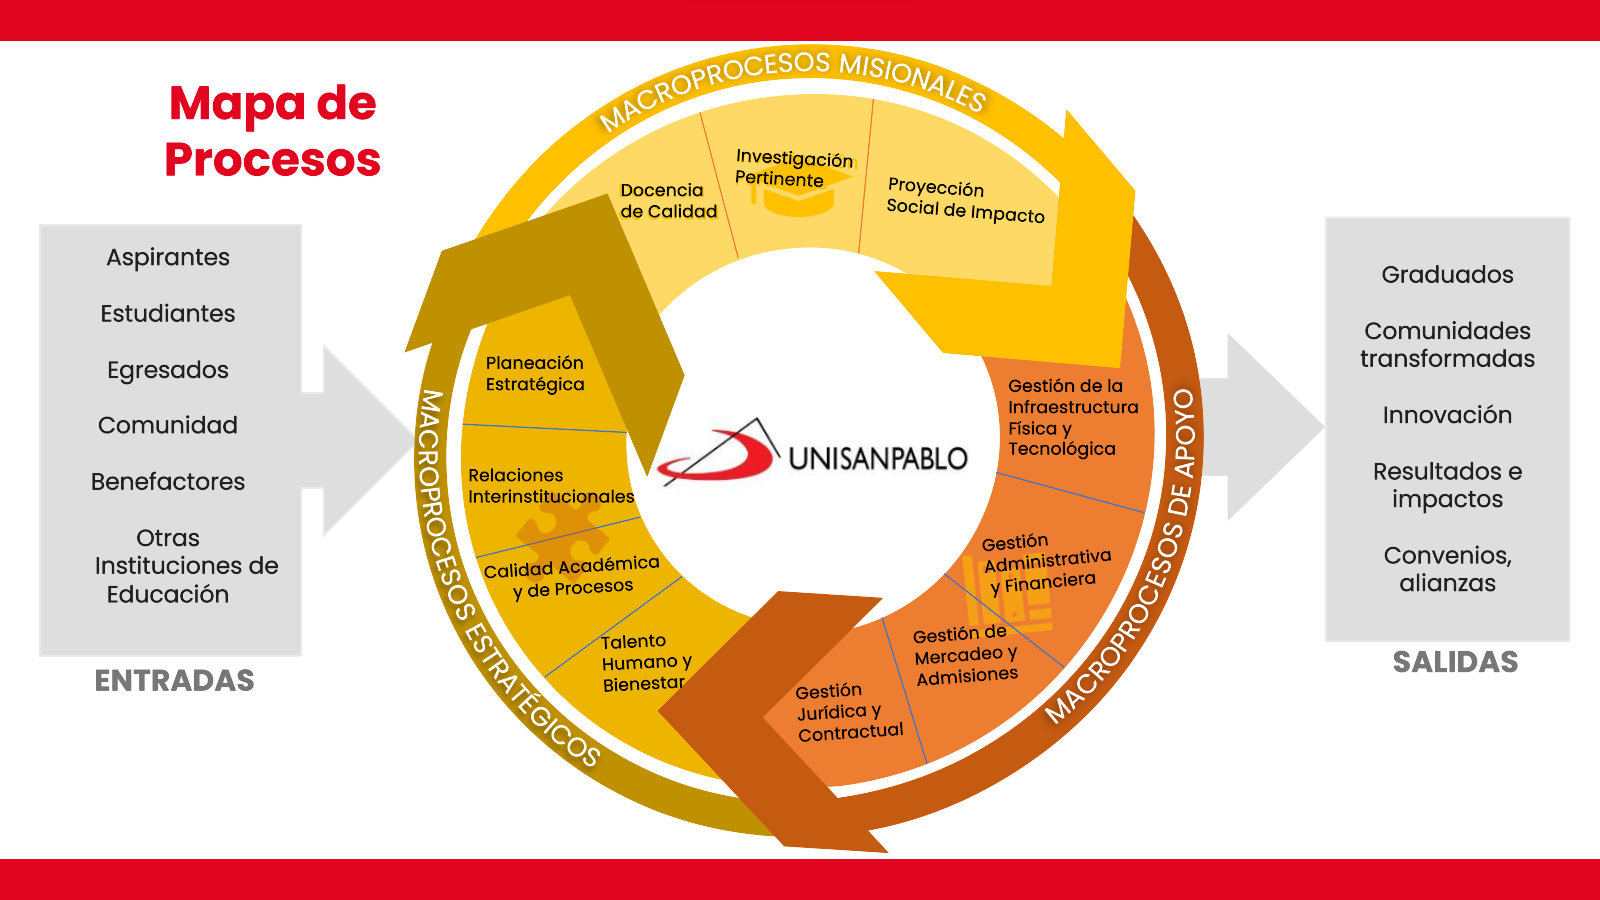 Mapa de
Procesos
Aspirantes
Estudiantes
Egresados
Comunidad
Benefactores
Otras
Instituciones de
Educación
ENTRADAS
MACROPROCESOS MISIONALES
Docencia
de Calidad
Investigación
Pertinente
Proyección
Social de Impacto
MACROPROCESOS ESTRATÉGICOS
Planeación
Estratégica
Relaciones
Interinstitucionales
Calidad Académica
y de Procesos
Talento
Humano y
Bienestar
UNISANPABLO
MACROPROCESOS DE APOYO
Gestión de la
Infraestructura
Física y
Tecnológica
Gestión
Administrativa
y Financiera
Gestión de
Mercadeo y
Admisiones
Gestión
Jurídica y
Contractual
Graduados
Comunidades
transformadas
Innovación
Resultados e
impactos
Convenios,
alianzas
SALIDAS